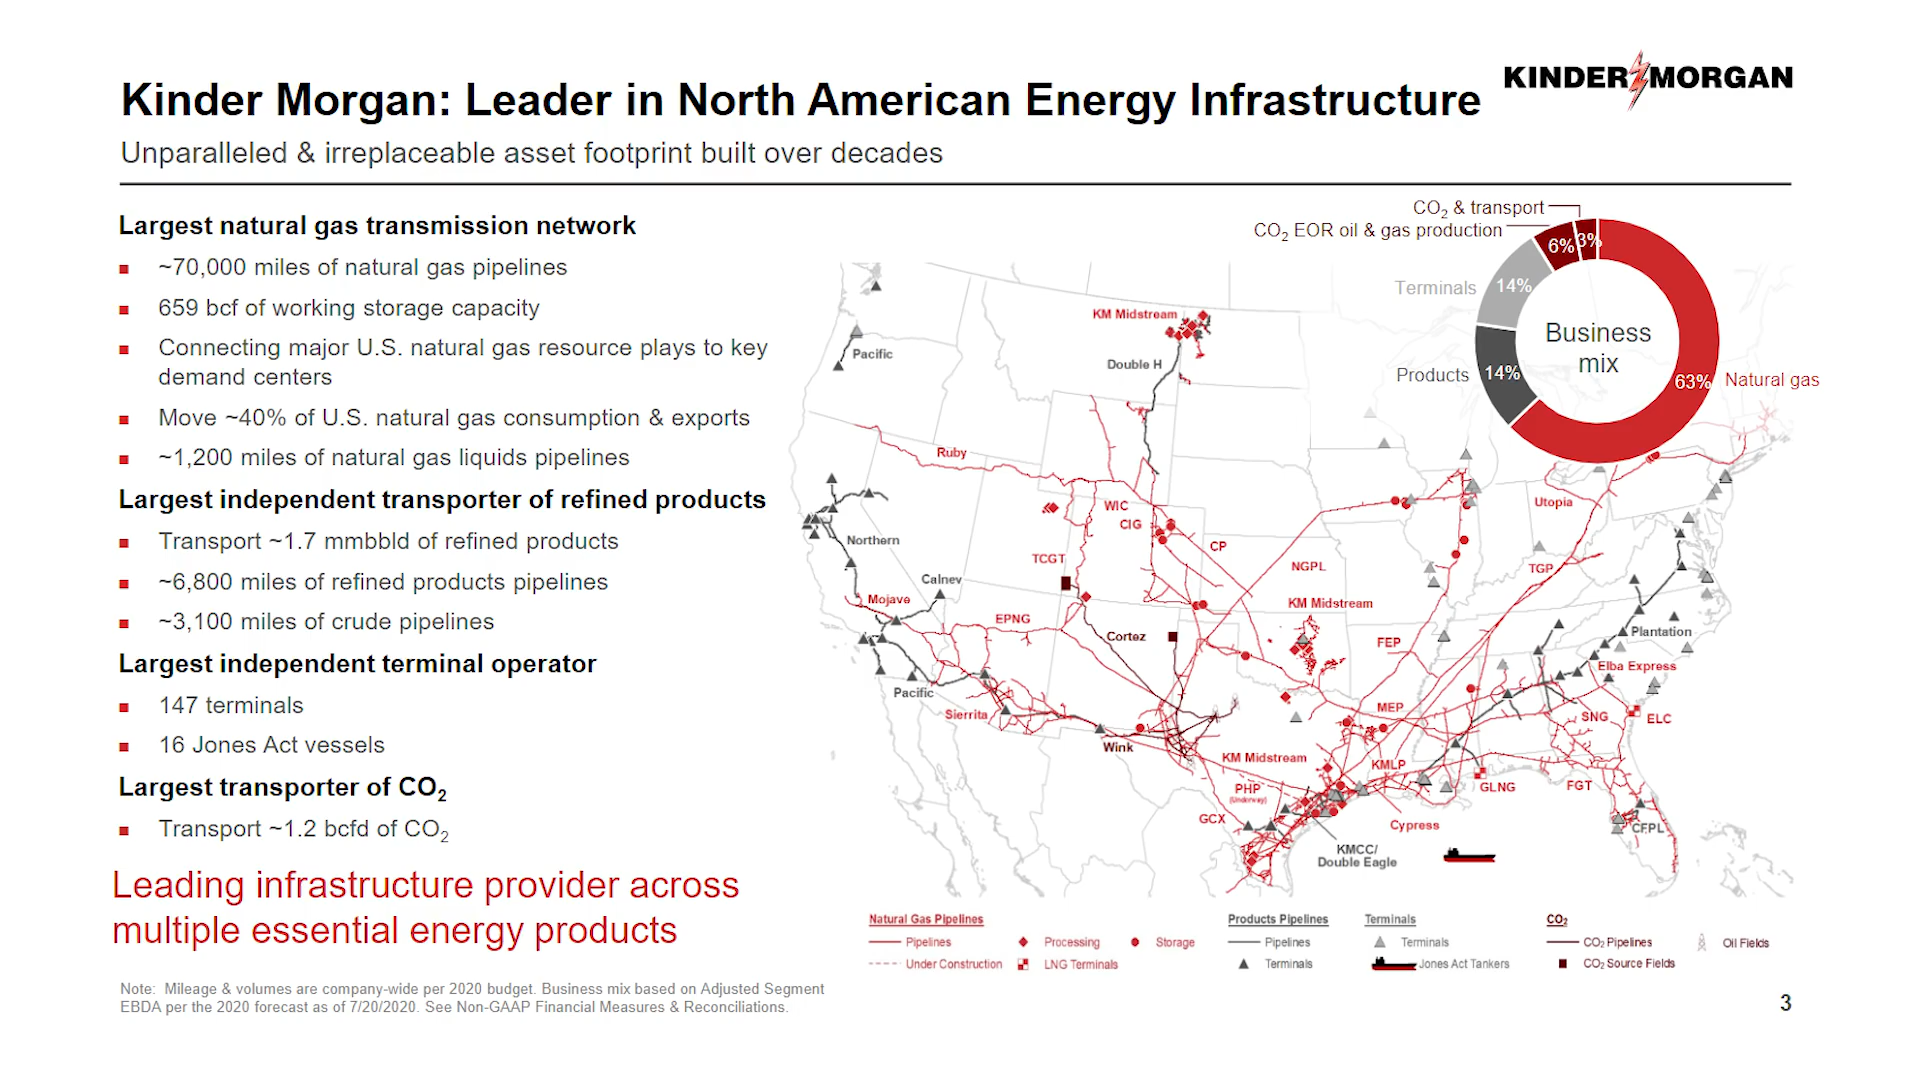 Kinder Morgan: Leader in North American Energy Infrastructure
KINDER MORGAN
Unparalleled & irreplaceable asset footprint built over decades
Largest natural gas transmission network
~70,000 miles of natural gas pipelines
659 bcf of working storage capacity
Connecting major U.S. natural gas resource plays to key
demand centers
Move ~40% of U.S. natural gas consumption & exports
~1,200 miles of natural gas liquids pipelines
Largest independent transporter of refined products
Transport ~1.7 mmbbld of refined products
~6,800 miles of refined products pipelines
~3,100 miles of crude pipelines
Largest independent terminal operator
147 terminals
16 Jones Act vessels
Largest transporter of CO2
Transport ~1.2 bcfd of CO2
Leading infrastructure provider across
multiple essential energy products
CO2 & transport
CO2 EOR oil & gas production
6%
3%
Terminals
14%
Business
mix
Products
14%
63%
Natural gas
KM Midstream
Pacific
Double H
Ruby
WIC
CIG
Utopia
Northern
CP
TCGT
NGPL
TGP
Calnev
Mojave
KM Midstream
EPNG
Cortez
FEP
Plantation
Elba Express
Pacific
Sierrita
MEP
SNG
ELC
Wink
KM Midstream
KMLP
PHP
(Underway)
GLNG
FGT
GCX
Cypress
CFPL
KMCC/
Double Eagle
Natural Gas Pipelines
Products Pipelines
Terminals
CO2
Pipelines
Processing
Storage
Pipelines
Terminals
CO2 Pipelines
Oil Fields
Under Construction
LNG Terminals
Terminals
Jones Act Tankers
CO2 Source Fields
Note: Mileage & volumes are company-wide per 2020 budget. Business mix based on Adjusted Segment
EBDA per the 2020 forecast as of 7/20/2020. See Non-GAAP Financial Measures & Reconciliations.
3